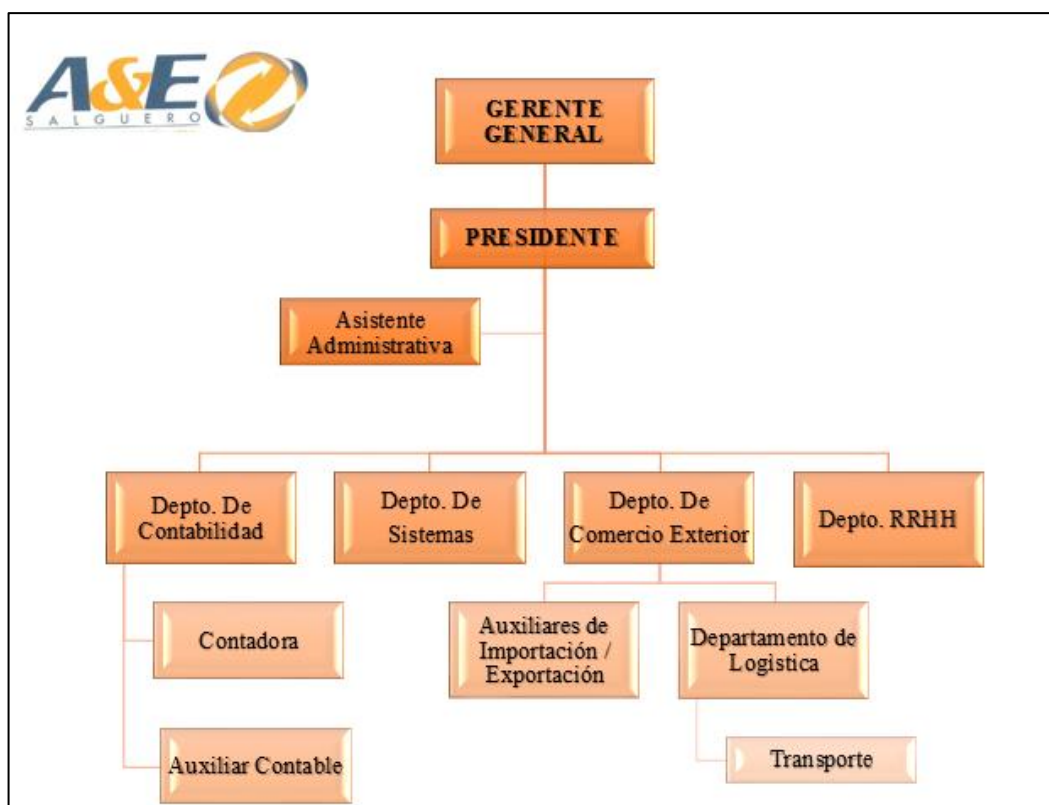 A&E
SALGUERO
GERENTE
GENERAL
PRESIDENTE
Asistente
Administrativa
Depto. De
Contabilidad
Depto. De
Sistemas
Depto. De
Comercio Exterior
Depto. RRHH
Contadora
Auxiliar Contable
Auxiliares de
Importación /
Exportación
Departamento de
Logìstica
Transporte